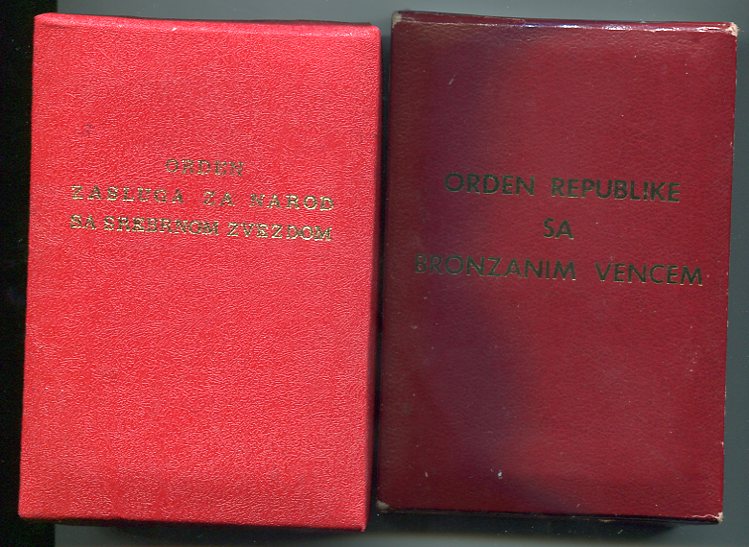 ORDEN
ZASLUGA ZA NAROD
SA SREBRNOM ZVEZDOM
ORDEN REPUBLIKE
SA
BRONZANIM VENCEM